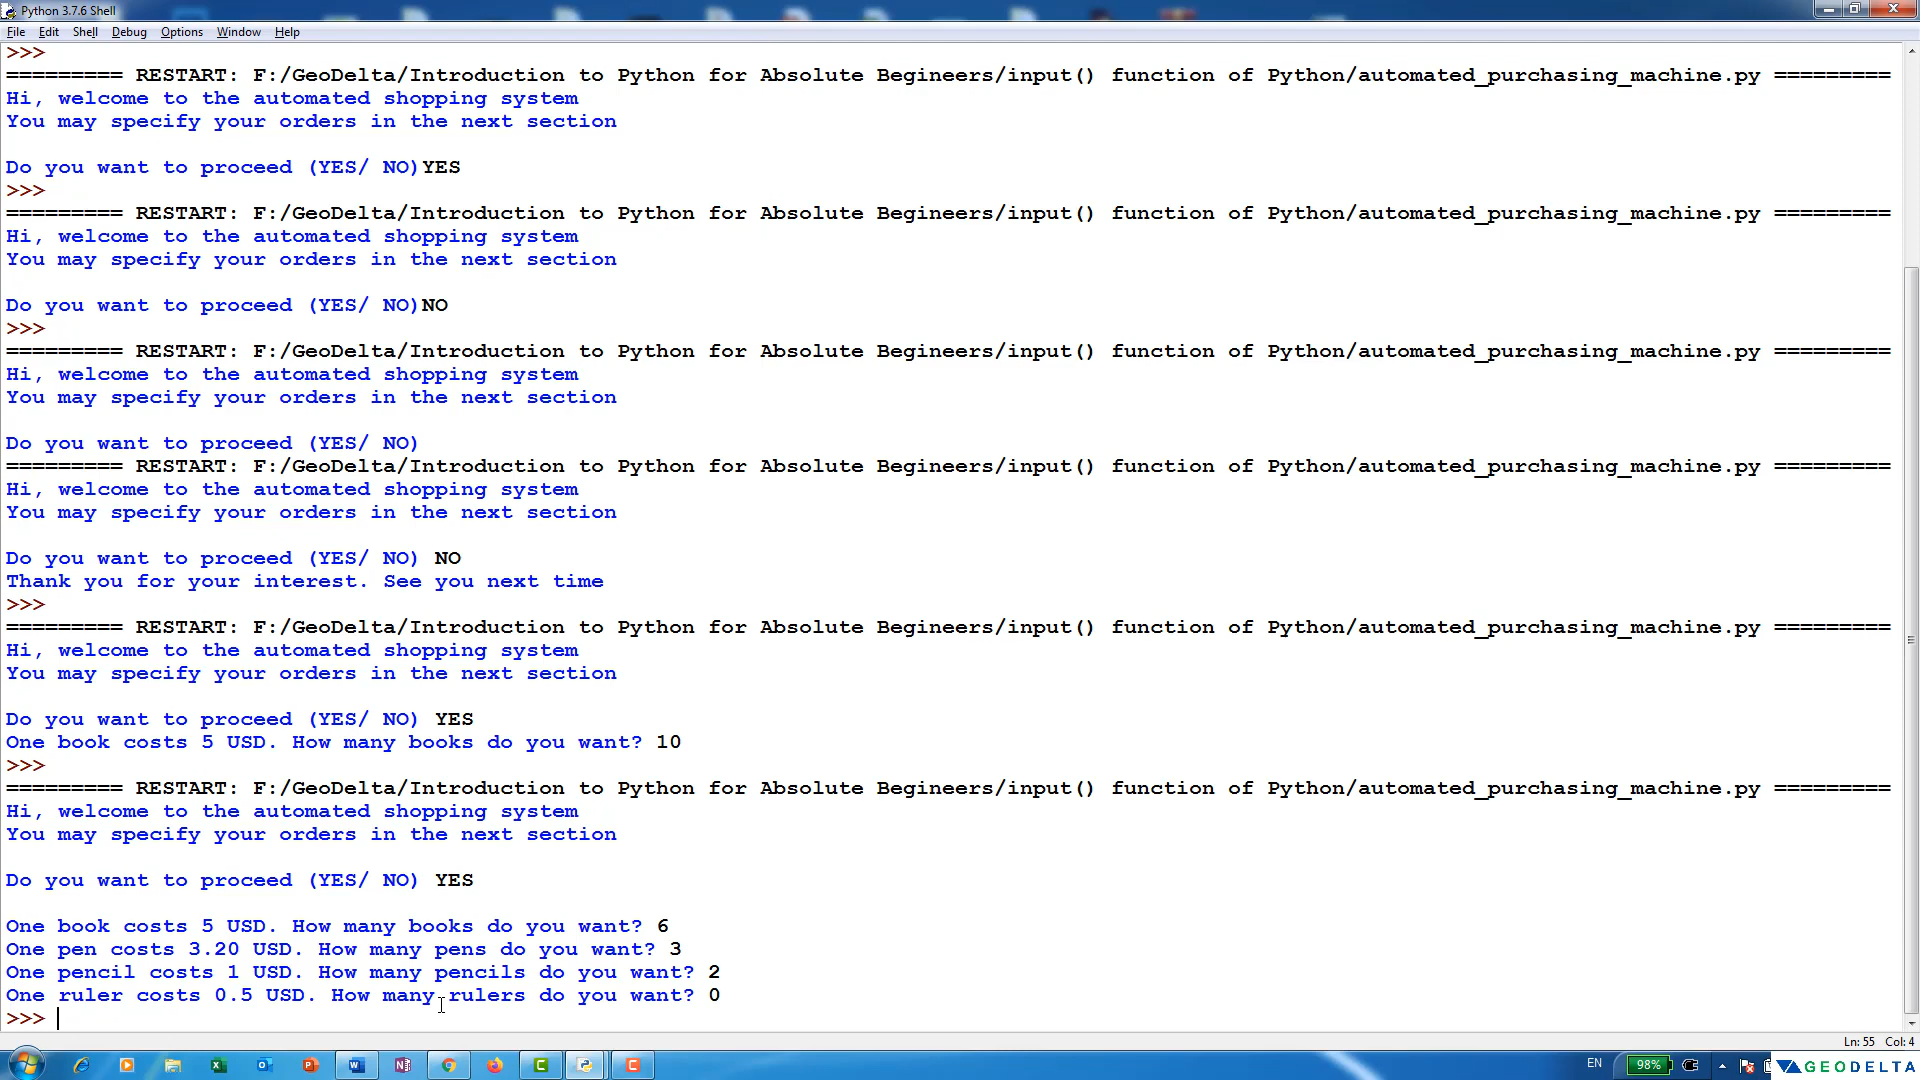 Python 3.7.6 Shell
File Edit Shell Debug Options Window Help
>>>
========= RESTART: F:/GeoDelta/Introduction to Python for Absolute Begineers/input() function of Python/automated_purchasing_machine.py =========
Hi, welcome to the automated shopping system
You may specify your orders in the next section
Do you want to proceed (YES/ NO)YES
>>>
========= RESTART: F:/GeoDelta/Introduction to Python for Absolute Begineers/input() function of Python/automated_purchasing_machine.py =========
Hi, welcome to the automated shopping system
You may specify your orders in the next section
Do you want to proceed (YES/ NO)NO
>>>
========= RESTART: F:/GeoDelta/Introduction to Python for Absolute Begineers/input() function of Python/automated_purchasing_machine.py =========
Hi, welcome to the automated shopping system
You may specify your orders in the next section
Do you want to proceed (YES/ NO)
========= RESTART: F:/GeoDelta/Introduction to Python for Absolute Begineers/input() function of Python/automated_purchasing_machine.py =========
Hi, welcome to the automated shopping system
You may specify your orders in the next section
Do you want to proceed (YES/ NO) NO
Thank you for your interest. See you next time
>>>
========= RESTART: F:/GeoDelta/Introduction to Python for Absolute Begineers/input() function of Python/automated_purchasing_machine.py =========
Hi, welcome to the automated shopping system
You may specify your orders in the next section
Do you want to proceed (YES/ NO) YES
One book costs 5 USD. How many books do you want? 10
>>>
========= RESTART: F:/GeoDelta/Introduction to Python for Absolute Begineers/input() function of Python/automated_purchasing_machine.py =========
Hi, welcome to the automated shopping system
You may specify your orders in the next section
Do you want to proceed (YES/ NO) YES
One book costs 5 USD. How many books do you want? 6
One pen costs 3.20 USD. How many pens do you want? 3
One pencil costs 1 USD. How many pencils do you want? 2
One ruler costs 0.5 USD. How many rulers do you want? 0
>>>
Ln: 55 Col: 4
EN 98% GEODELTA